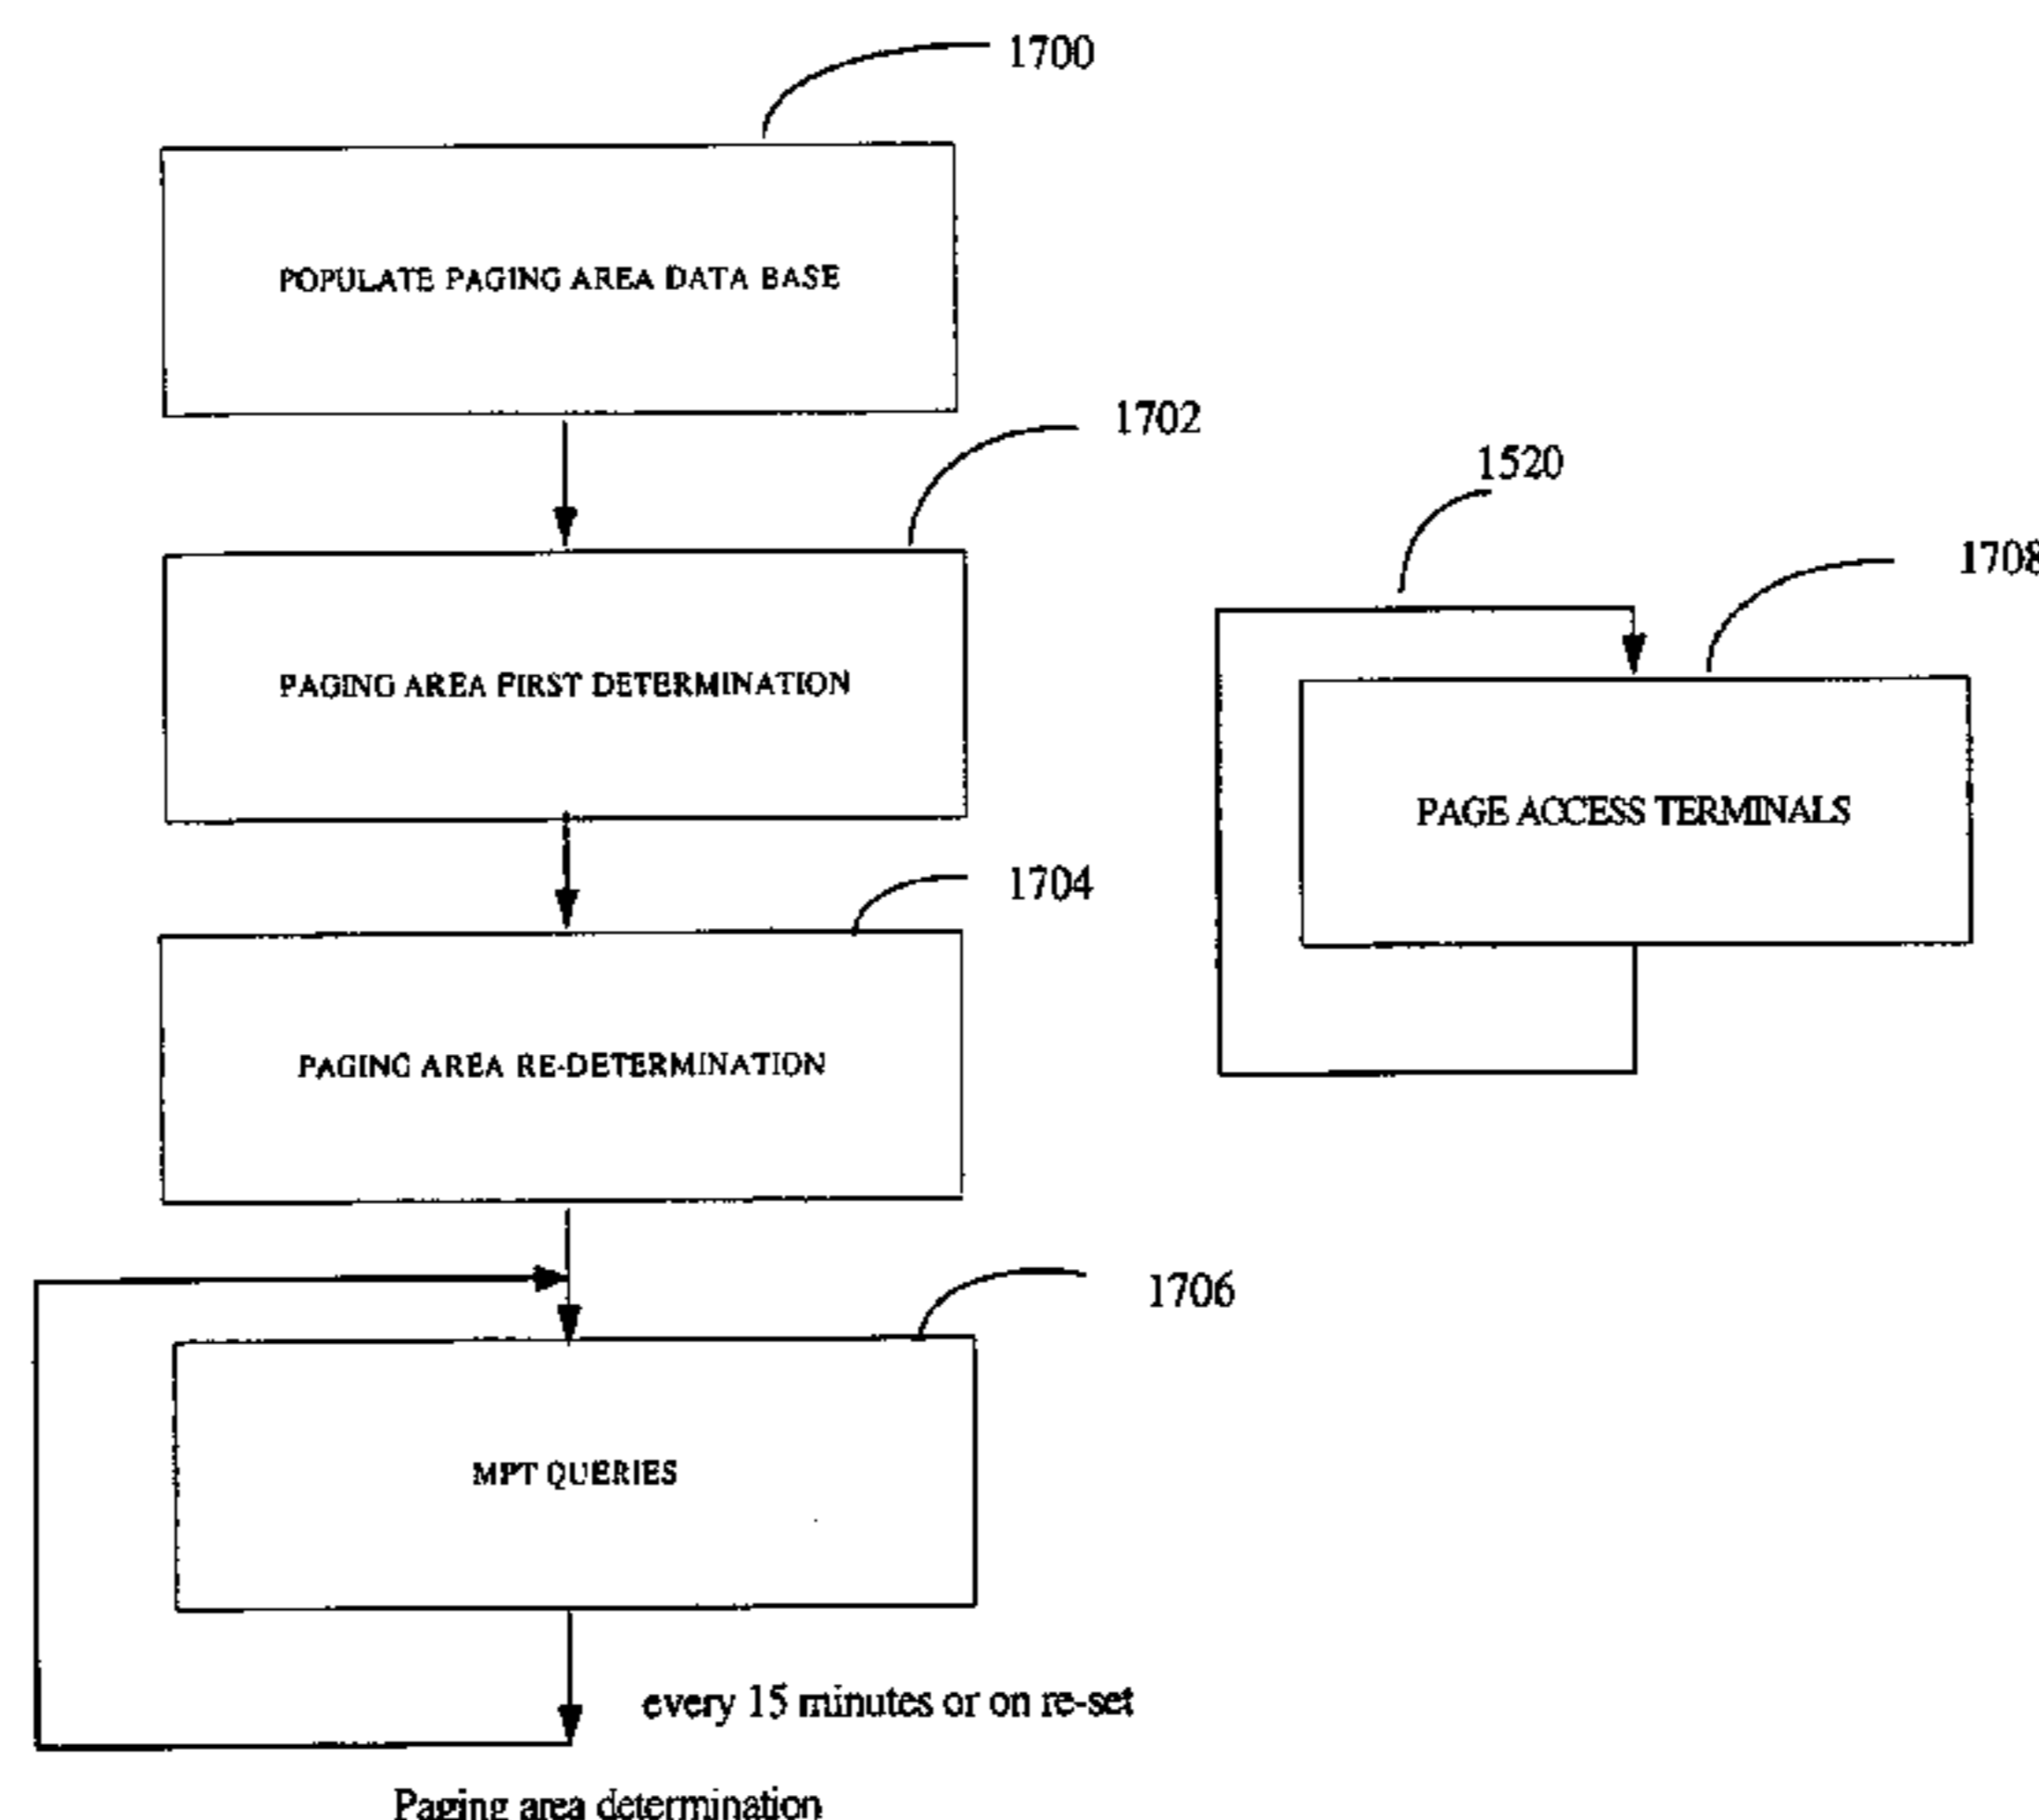 1700
POPULATE PAGING AREA DATA BASE
1702
1520
1708
PAGING AREA FIRST DETERMINATION
PAGE ACCESS TERMINALS
1704
PAGING AREA RE-DETERMINATION
1706
MPT QUERIES
every 15 minutes or on re-set
Paging area determination